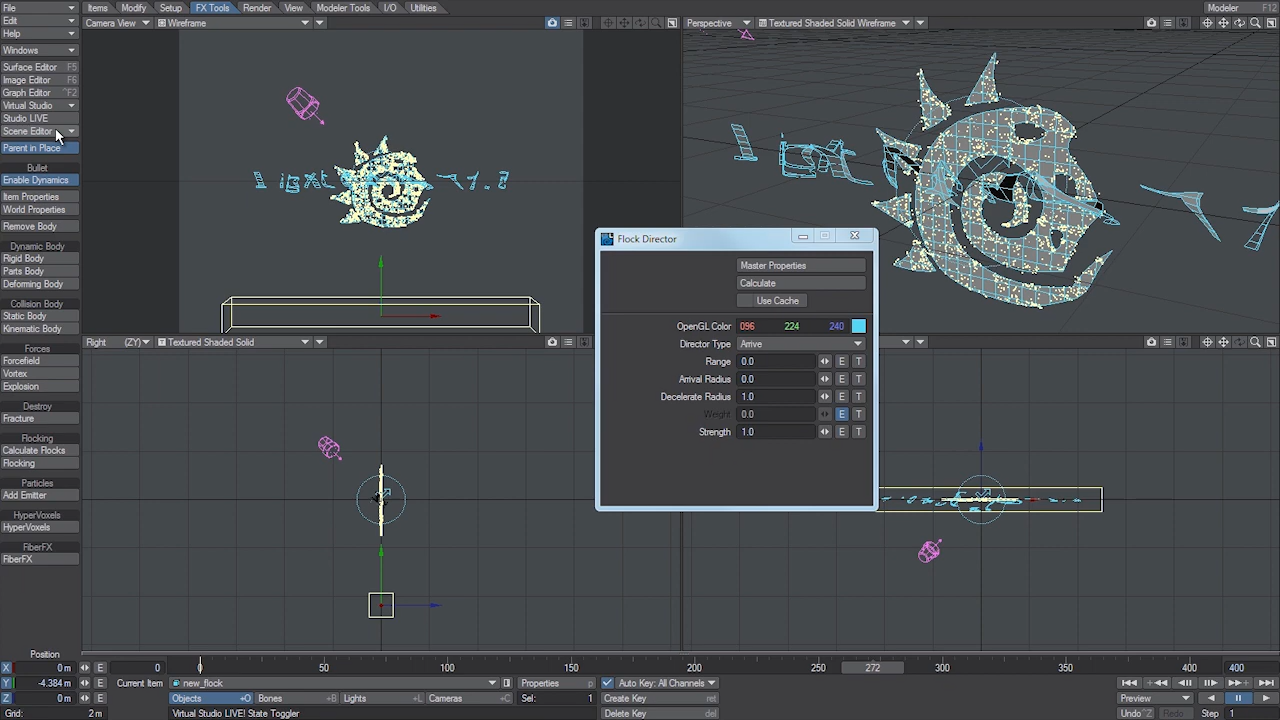 File
Items
Modify
Setup
FX Tools
Render
View
Modeler Tools
I/O
Utilities
Modeler F12
Edit
Help
Windows
Surface Editor F5
Image Editor F6
Graph Editor ^F2
Virtual Studio
Studio LIVE
Scene Editor
Parent in Place
Bullet
Enable Dynamics
Item Properties
World Properties
Remove Body
Dynamic Body
Rigid Body
Parts Body
Deforming Body
Collision Body
Static Body
Kinematic Body
Forces
Forcefield
Vortex
Explosion
Destroy
Fracture
Flocking
Calculate Flocks
Flocking
Particles
Add Emitter
HyperVoxels
HyperVoxels
FiberFX
FiberFX
Camera View
Wireframe
Perspective
Textured Shaded Solid Wireframe
Right (ZY)
Textured Shaded Solid
Flock Director
Master Properties
Calculate
Use Cache
OpenGL Color 096 224 240
Director Type Arrive
Range 0.0 E T
Arrival Radius 0.0 E T
Decelerate Radius 1.0 E T
Weight 0.0 E T
Strength 1.0 E T
Position
X 0 m E
Y -4.384 m E
Z 0 m E
Grid: 2 m
0 0 50 100 150 200 250 272 300 350 400 400
Current Item new_flock
Properties p
Auto Key: All Channels
Objects +O
Bones +B
Lights +L
Cameras +C
Sel: 1
Create Key ret
Delete Key del
Virtual Studio LIVE! State Toggler
Preview
Undo ^Z
Redo
Step 1